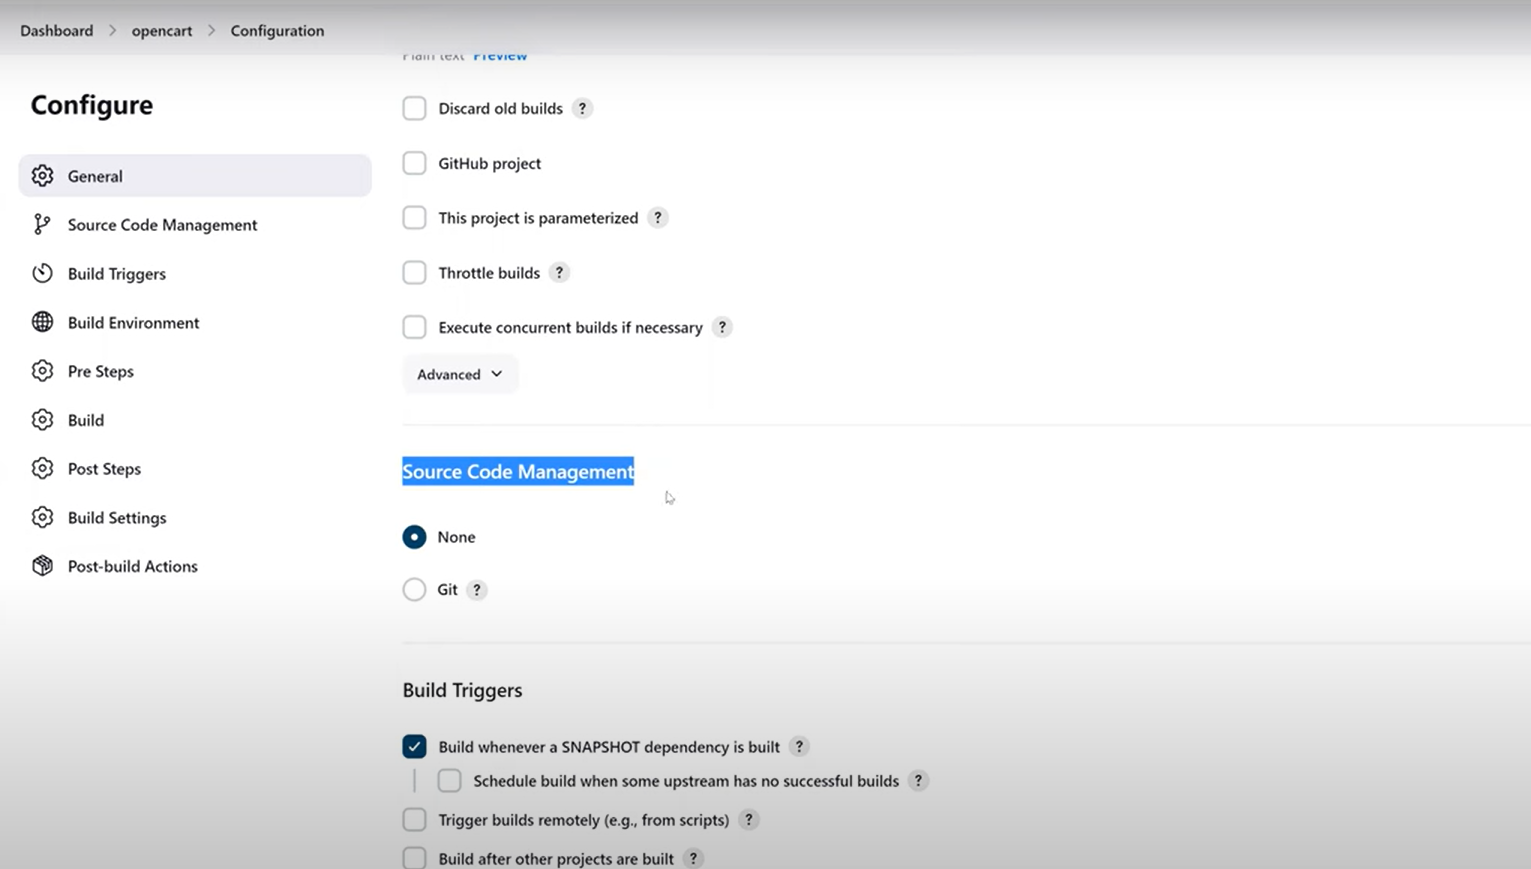 Dashboard > opencart > Configuration
Configure
General
Source Code Management
Build Triggers
Build Environment
Pre Steps
Build
Post Steps
Build Settings
Post-build Actions
Plain text Preview
Discard old builds ?
GitHub project
This project is parameterized ?
Throttle builds ?
Execute concurrent builds if necessary ?
Advanced
Source Code Management
None
Git ?
Build Triggers
Build whenever a SNAPSHOT dependency is built ?
Schedule build when some upstream has no successful builds ?
Trigger builds remotely (e.g., from scripts) ?
Build after other projects are built ?